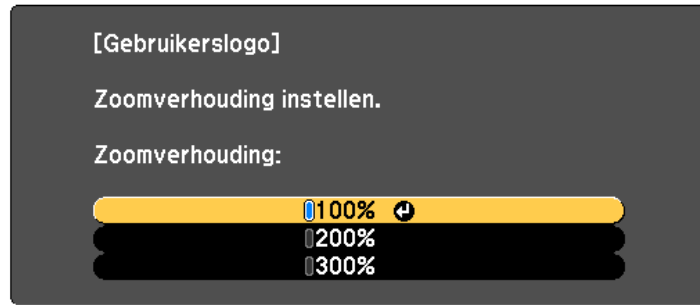 [Gebruikerslogo]
Zoomverhouding instellen.
Zoomverhouding:
100%
200%
300%